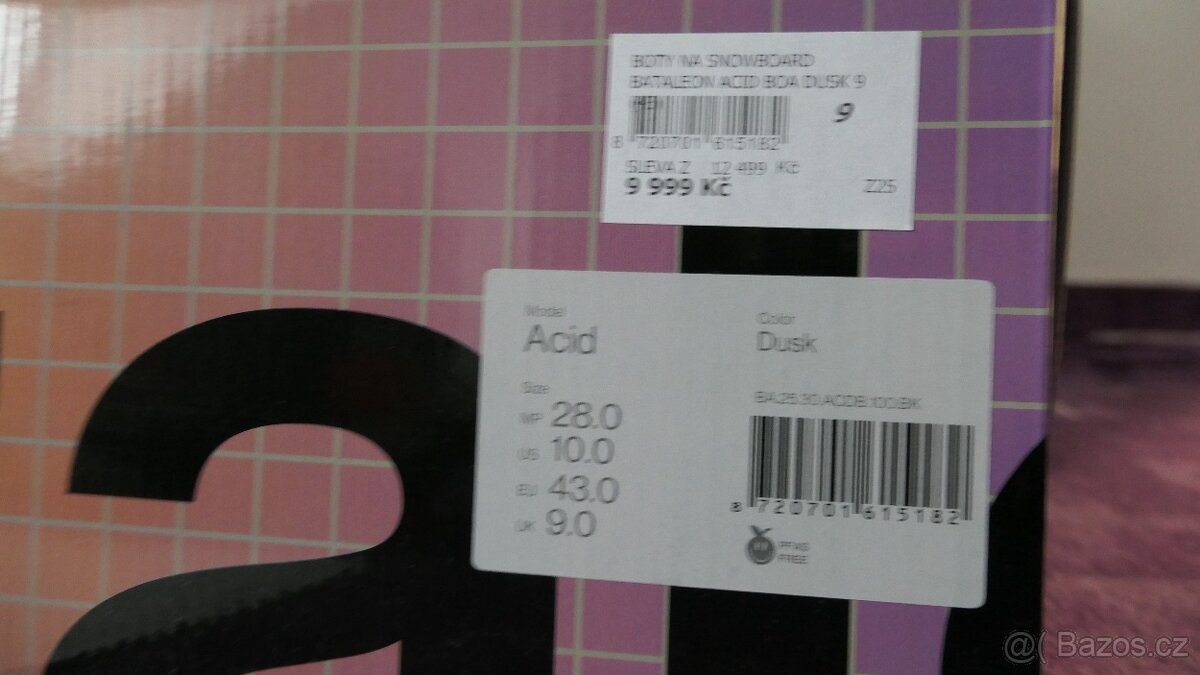 BOTY NA SNOWBOARD
BATALEON ACID BOA DUSK 9
9
8 720701 615182
SLEVA Z 12 499 Kč
9 999 Kč
Z25
Model
Acid
Color
Dusk
Size
MP 28.0
US 10.0
EU 43.0
UK 9.0
BA.25.30.ACDB.100.BK
8 720701 615182
PFAS
FREE
@( Bazos.cz